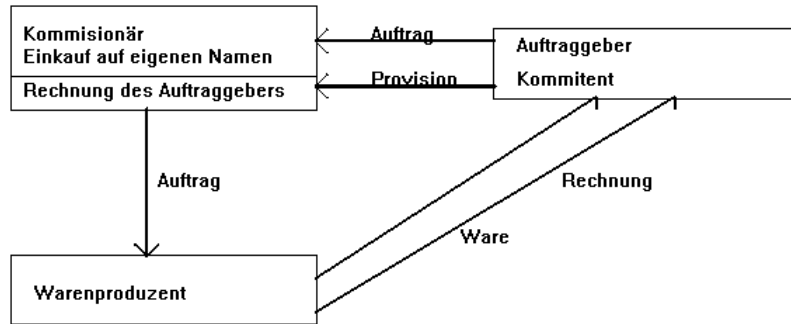 Kommisionär
Einkauf auf eigenen Namen
Rechnung des Auftraggebers
Auftrag
Provision
Auftraggeber
Kommitent
Auftrag
Rechnung
Ware
Warenproduzent